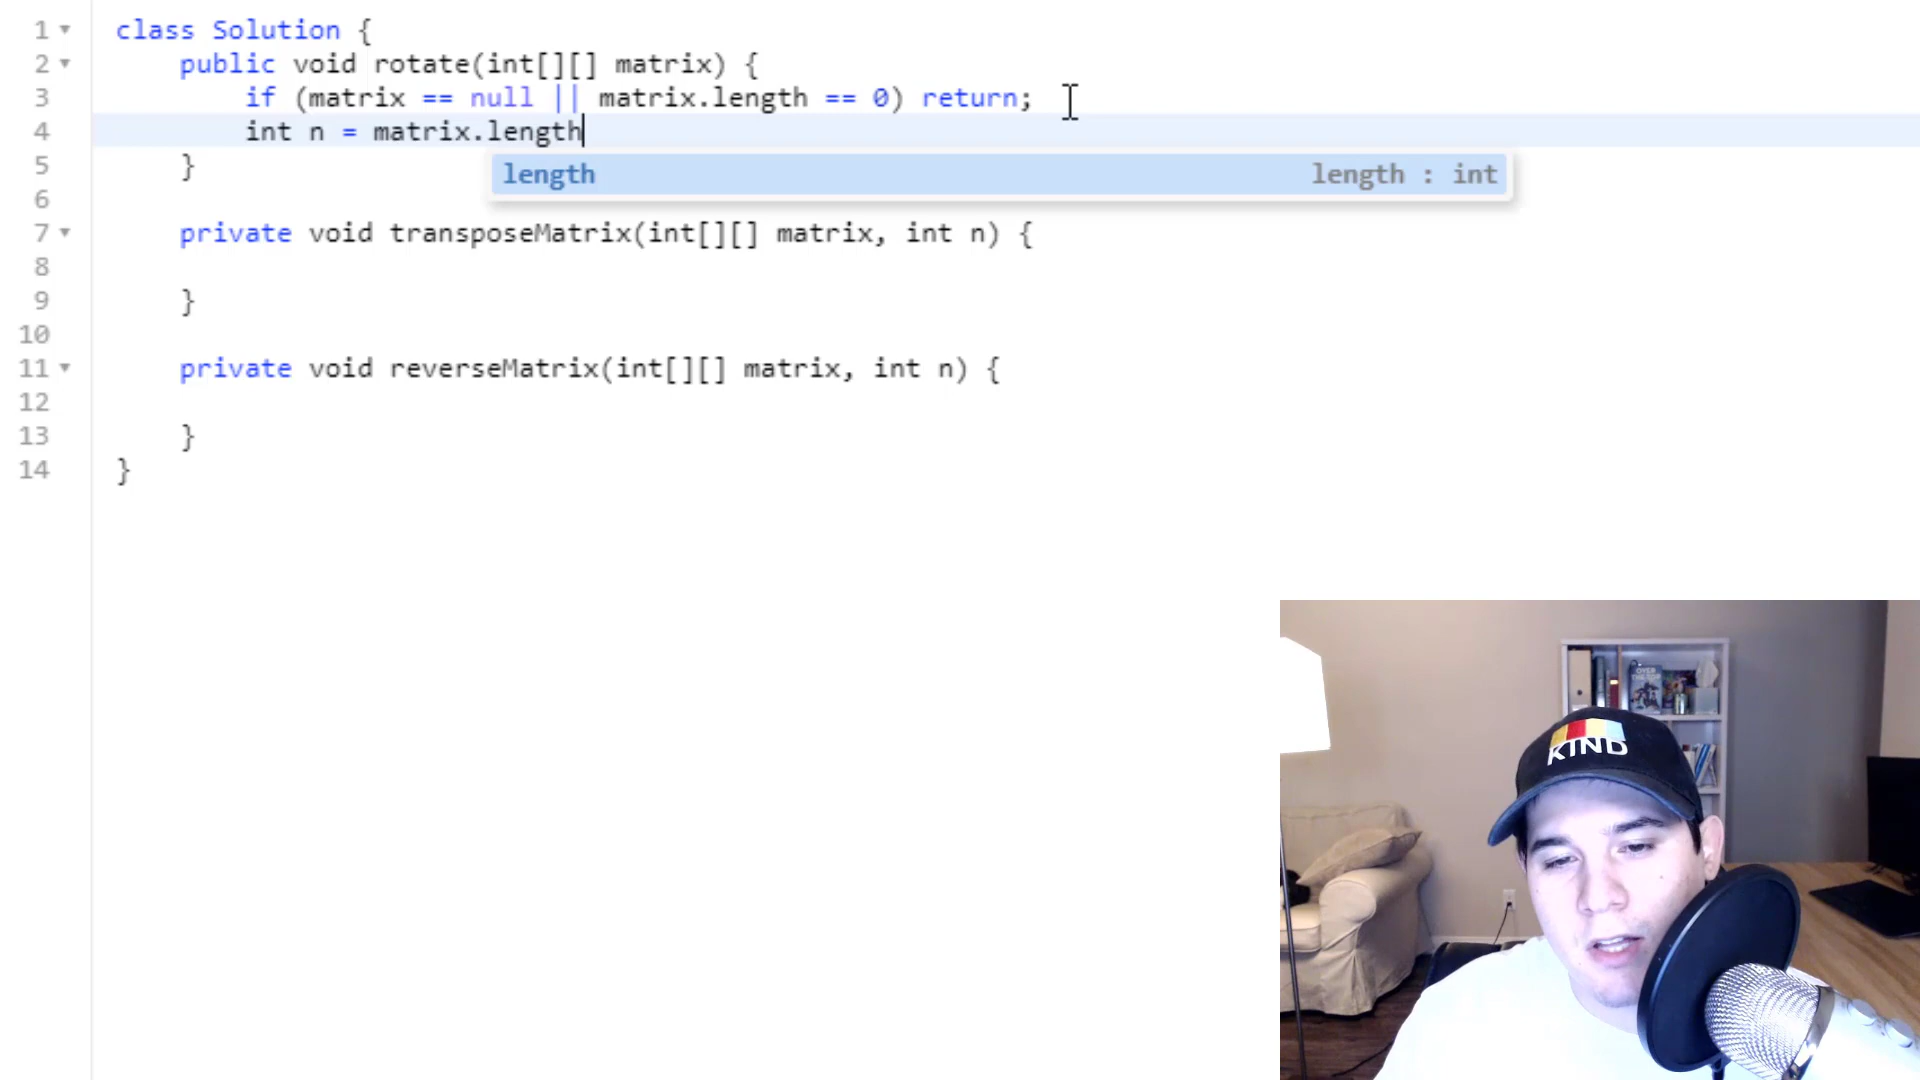 1 class Solution {
2 public void rotate(int[][] matrix) {
3 if (matrix == null || matrix.length == 0) return;
4 int n = matrix.length
length length : int
5 }
6
7 private void transposeMatrix(int[][] matrix, int n) {
8
9 }
10
11 private void reverseMatrix(int[][] matrix, int n) {
12
13 }
14 }
OVER
KIND